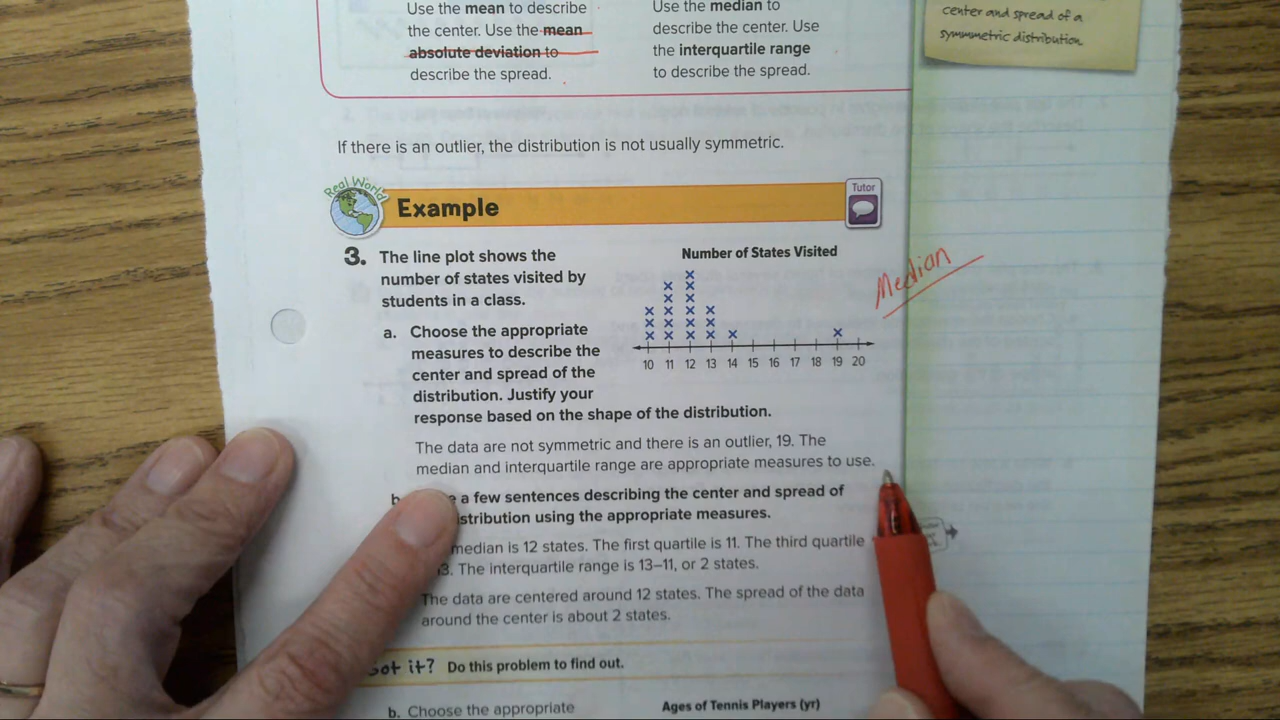 Use the mean to describe
the center. Use the mean
absolute deviation to
describe the spread.
Use the median to
describe the center. Use
the interquartile range
to describe the spread.
center and spread of a
symmetric distribution.
If there is an outlier, the distribution is not usually symmetric.
Real World
Example
Tutor
3. The line plot shows the
number of states visited by
students in a class.
Number of States Visited
10 11 12 13 14 15 16 17 18 19 20
Median
a. Choose the appropriate
measures to describe the
center and spread of the
distribution. Justify your
response based on the shape of the distribution.
The data are not symmetric and there is an outlier, 19. The
median and interquartile range are appropriate measures to use.
b. a few sentences describing the center and spread of
distribution using the appropriate measures.
median is 12 states. The first quartile is 11. The third quartile
13. The interquartile range is 13–11, or 2 states.
The data are centered around 12 states. The spread of the data
around the center is about 2 states.
Got it? Do this problem to find out.
b. Choose the appropriate
Ages of Tennis Players (yr)